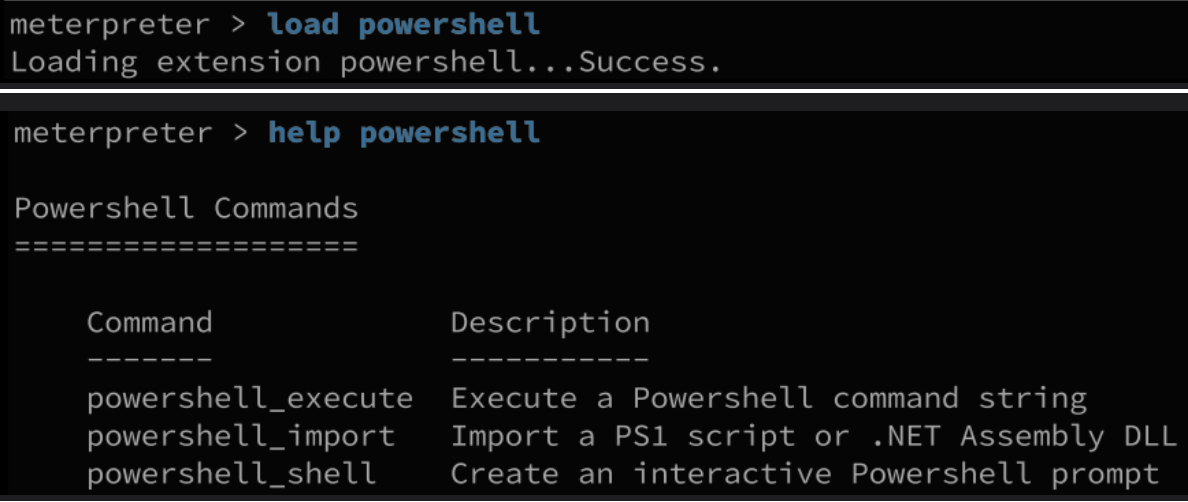 meterpreter > load powershell
Loading extension powershell...Success.
meterpreter > help powershell
Powershell Commands
===================
Command Description
------- -----------
powershell_execute Execute a Powershell command string
powershell_import Import a PS1 script or .NET Assembly DLL
powershell_shell Create an interactive Powershell prompt